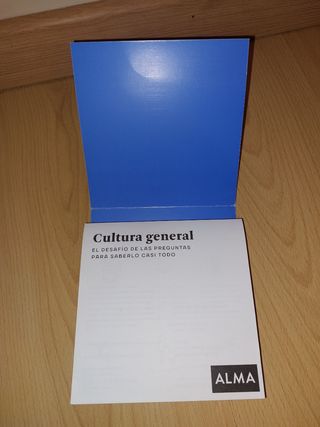 Cultura general
EL DESAFÍO DE LAS PREGUNTAS
PARA SABERLO CASI TODO
ALMA